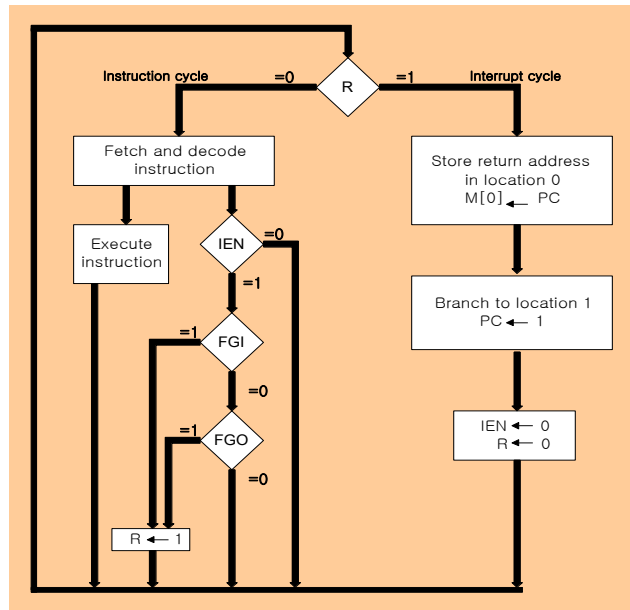 Instruction cycle
=0
R
=1
Interrupt cycle
Fetch and decode
instruction
Store return address
in location 0
M[0] ← PC
Execute
instruction
IEN
=0
=1
Branch to location 1
PC ← 1
=1
FGI
=0
=1
FGO
=0
IEN ← 0
R ← 0
R ← 1